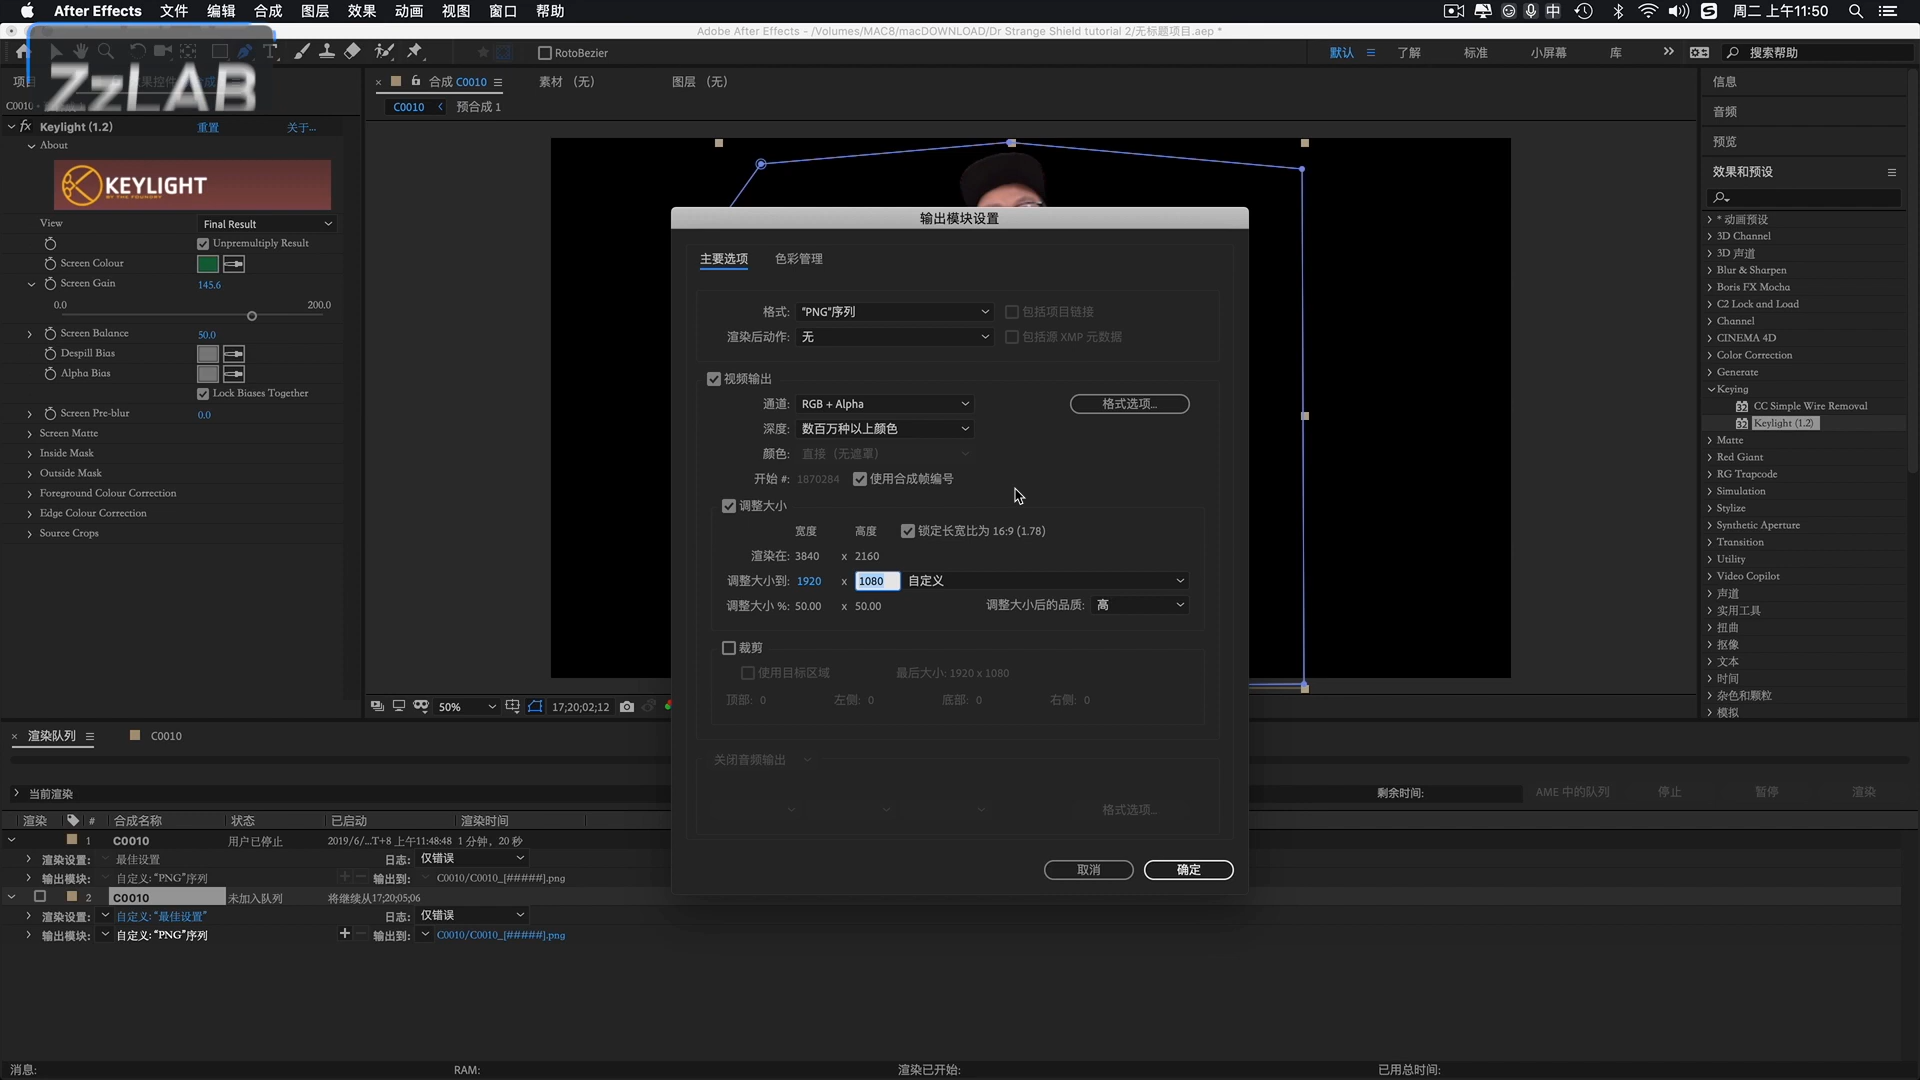 After Effects 文件 编辑 合成 图层 效果 动画 视图 窗口 帮助
中 周二 上午11:50
Adobe After Effects - /Volumes/MAC8/macDOWNLOAD/Dr Strange Shield tutorial 2/无标题项目.aep *
RotoBezier
默认 了解 标准 小屏幕 库 搜索帮助
ZzLAB
合成 C0010
素材 （无）
图层 （无）
C0010 预合成 1
Keylight (1.2) 重置 关于...
About
KEYLIGHT
BY THE FOUNDRY
View Final Result
Unpremultiply Result
Screen Colour
Screen Gain 145.6
0.0 200.0
Screen Balance 50.0
Despill Bias
Alpha Bias
Lock Biases Together
Screen Pre-blur 0.0
Screen Matte
Inside Mask
Outside Mask
Foreground Colour Correction
Edge Colour Correction
Source Crops
50% 17;20;02;12
输出模块设置
主要选项 色彩管理
格式: "PNG"序列 包括项目链接
渲染后动作: 无 包括源 XMP 元数据
视频输出
通道: RGB + Alpha 格式选项...
深度: 数百万种以上颜色
颜色: 直接（无遮罩）
开始 #: 1870284 使用合成帧编号
调整大小
宽度 高度 锁定长宽比为 16:9 (1.78)
渲染在: 3840 x 2160
调整大小到: 1920 x 1080 自定义
调整大小 %: 50.00 x 50.00 调整大小后的品质: 高
裁剪
使用目标区域 最后大小: 1920 x 1080
顶部: 0 左侧: 0 底部: 0 右侧: 0
关闭音频输出
格式选项...
取消 确定
信息
音频
预览
效果和预设
* 动画预设
3D Channel
3D 声道
Blur & Sharpen
Boris FX Mocha
C2 Lock and Load
Channel
CINEMA 4D
Color Correction
Generate
Keying
CC Simple Wire Removal
Keylight (1.2)
Matte
Red Giant
RG Trapcode
Simulation
Stylize
Synthetic Aperture
Transition
Utility
Video Copilot
声道
实用工具
扭曲
抠像
文本
时间
杂色和颗粒
模拟
渲染队列 C0010
当前渲染 剩余时间: AME 中的队列 停止 暂停 渲染
渲染 # 合成名称 状态 已启动 渲染时间
1 C0010 用户已停止 2019/6/...T+8 上午11:48:48 1 分钟，20 秒
渲染设置: 最佳设置 日志: 仅错误
输出模块: 自定义: "PNG"序列 输出到: C0010/C0010_[#####].png
2 C0010 未加入队列 将继续从17;20;05;06
渲染设置: 自定义: "最佳设置" 日志: 仅错误
输出模块: 自定义: "PNG"序列 输出到: C0010/C0010_[#####].png
消息: RAM: 渲染已开始: 已用总时间: